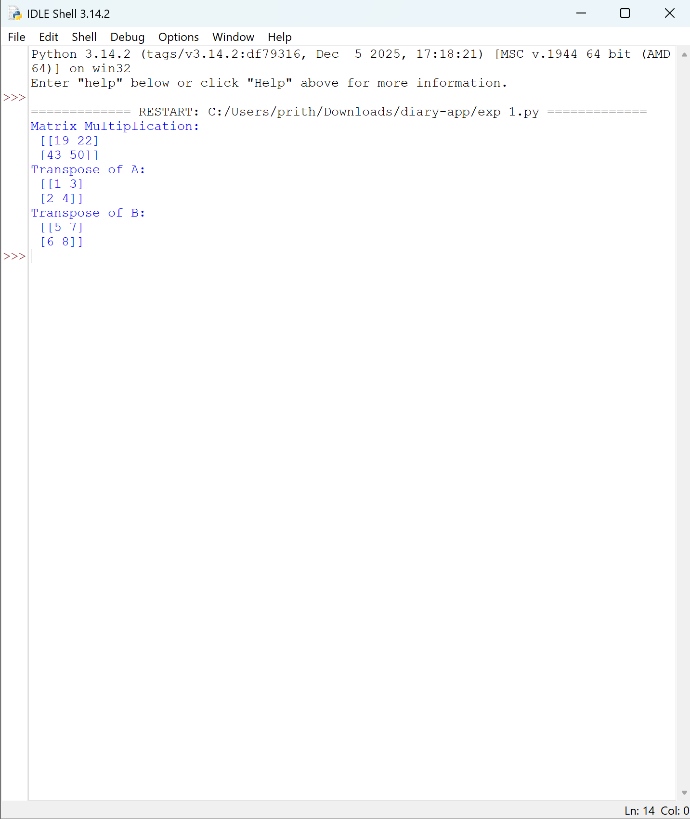 IDLE Shell 3.14.2
File Edit Shell Debug Options Window Help
Python 3.14.2 (tags/v3.14.2:df79316, Dec  5 2025, 17:18:21) [MSC v.1944 64 bit (AMD
64)] on win32
Enter "help" below or click "Help" above for more information.
>>>
============= RESTART: C:/Users/prith/Downloads/diary-app/exp 1.py =============
Matrix Multiplication:
 [[19 22]
 [43 50]]
Transpose of A:
 [[1 3]
 [2 4]]
Transpose of B:
 [[5 7]
 [6 8]]
>>>
Ln: 14 Col: 0